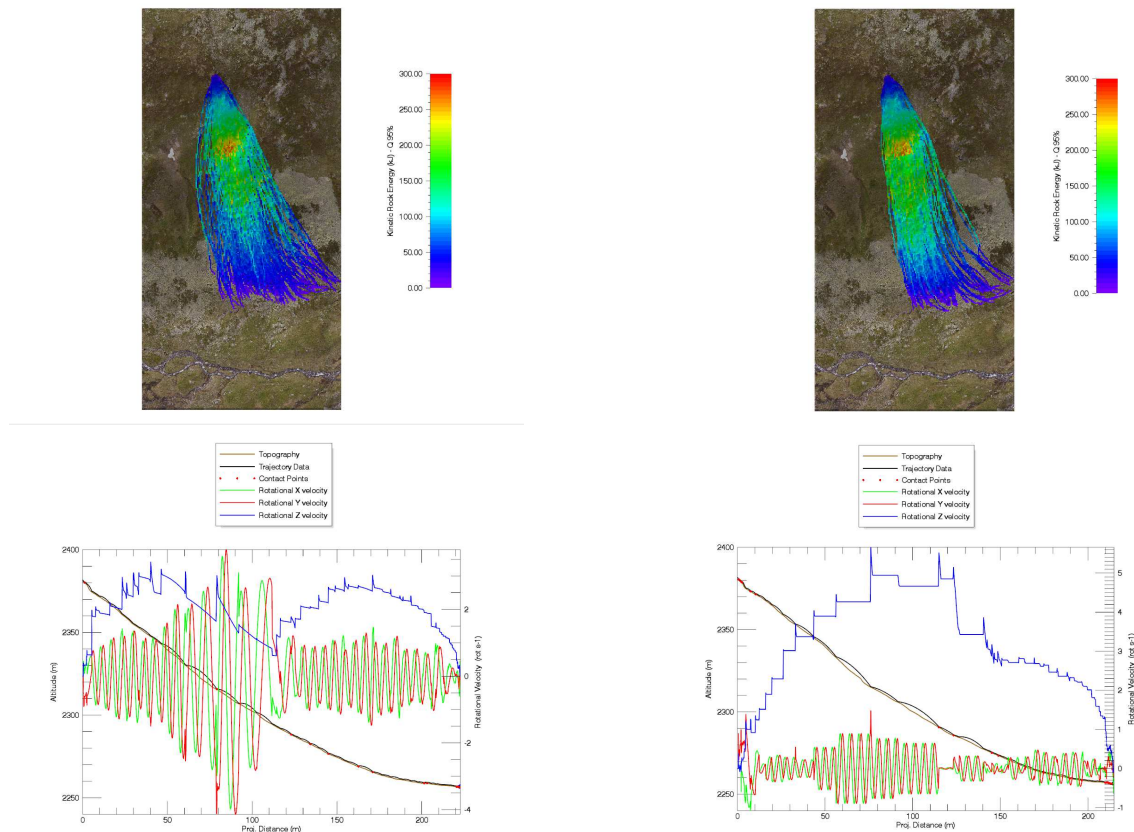 300.00
250.00
200.00
150.00
100.00
50.00
0.00
Kinetic Rock Energy (kJ) - Q 95%
300.00
250.00
200.00
150.00
100.00
50.00
0.00
Kinetic Rock Energy (kJ) - Q 95%
Topography
Trajectory Data
Contact Points
Rotational X velocity
Rotational Y velocity
Rotational Z velocity
Topography
Trajectory Data
Contact Points
Rotational X velocity
Rotational Y velocity
Rotational Z velocity
2400
2350
2300
2250
Altitude (m)
2
0
-2
-4
Rotational Velocity (rot s-1)
0 50 100 150 200
Proj. Distance (m)
2400
2350
2300
2250
Altitude (m)
5
4
3
2
1
0
-1
Rotational Velocity (rot s-1)
0 50 100 150 200
Proj. Distance (m)